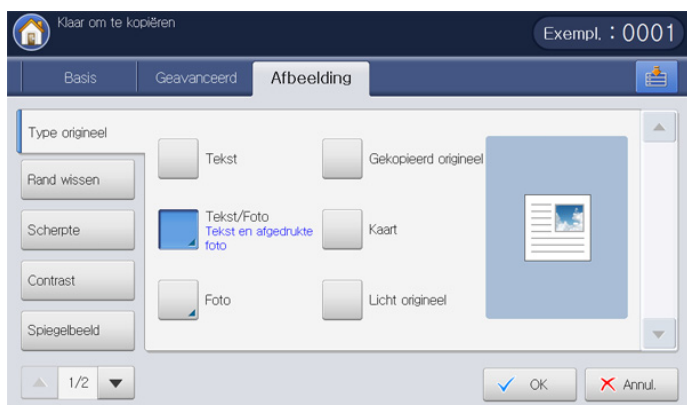 Klaar om te kopiëren
Exempl. : 0001
Basis
Geavanceerd
Afbeelding
Type origineel
Rand wissen
Scherpte
Contrast
Spiegelbeeld
Tekst
Gekopieerd origineel
Tekst/Foto
Tekst en afgedrukte
foto
Kaart
Foto
Licht origineel
1/2
OK
Annul.